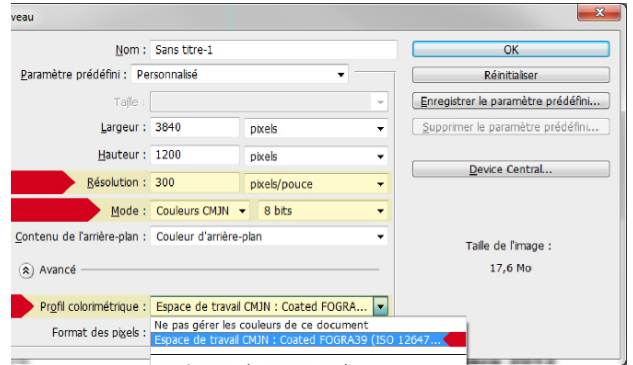 veau
Nom : Sans titre-1
OK
Paramètre prédéfini : Personnalisé
Réinitialiser
Taille :
Enregistrer le paramètre prédéfini...
Largeur : 3840 pixels
Supprimer le paramètre prédéfini...
Hauteur : 1200 pixels
Device Central...
Résolution : 300 pixels/pouce
Mode : Couleurs CMJN 8 bits
Contenu de l'arrière-plan : Couleur d'arrière-plan
Taille de l'image :
17,6 Mo
Avancé
Profil colorimétrique : Espace de travail CMJN : Coated FOGRA...
Format des pixels : Ne pas gérer les couleurs de ce document
Espace de travail CMJN : Coated FOGRA39 (ISO 12647...